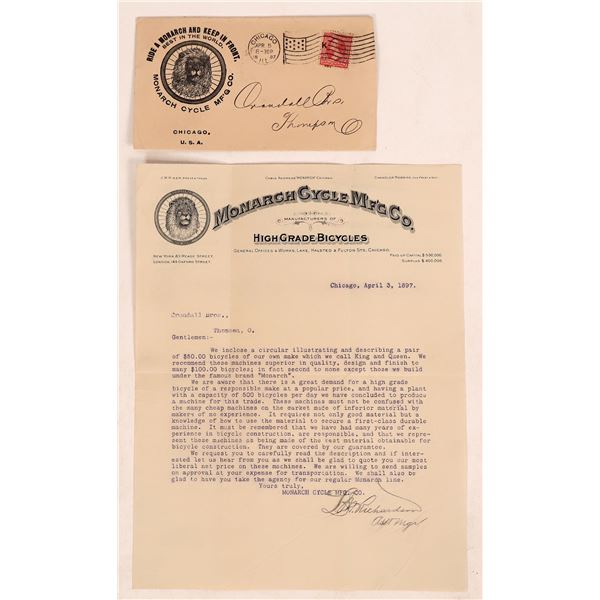 RIDE A MONARCH AND KEEP IN FRONT.
BEST IN THE WORLD.
MONARCH CYCLE MF'G CO.
CHICAGO,
U. S. A.
CHICAGO
APR 5
ILL.
K
Crandall Bros.
Thompson O
CABLE ADDRESS "MONARCH" CHICAGO.
MONARCH CYCLE MFG CO.
MANUFACTURERS OF
HIGH GRADE BICYCLES
GENERAL OFFICES & WORKS, LAKE, HALSTED & FULTON STS. CHICAGO.
NEW YORK, 83 READE STREET.
LONDON, OXFORD STREET.
PAID UP CAPITAL $500,000.
SURPLUS $400,000.
Chicago, April 3, 1897.
Crandall Bros.,
Thomsen, O.
Gentlemen:-
We inclose a circular illustrating and describing a pair
of $50.00 bicycles of our own make which we call King and Queen. We
recommend these machines superior in quality, design and finish to
many $100.00 bicycles; in fact second to none except those we build
under the famous brand "Monarch".
We are aware that there is a great demand for a high grade
bicycle of a responsible make at a popular price, and having a plant
with a capacity of 500 bicycles per day we have concluded to produce
a machine for this trade. These machines must not be confused with
the many cheap machines on the market made of inferior material by
makers of no experience. It requires not only good material but a
knowledge of how to use the material to secure a first-class durable
machine. It must be remembered that we have had many years of ex-
perience in bicycle construction, are responsible, and that we repre-
sent these machines as being made of the best material obtainable for
bicycle construction. They are covered by our guarantee.
We request you to carefully read the description and if inter-
ested let us hear from you as we shall be glad to quote you our most
liberal net price on these machines. We are willing to send samples
on approval at your expense for transportation. We shall also be
glad to have you take the agency for our regular Monarch line.
Yours truly,
MONARCH CYCLE MFG. CO.
Richardson
Asst Mgr